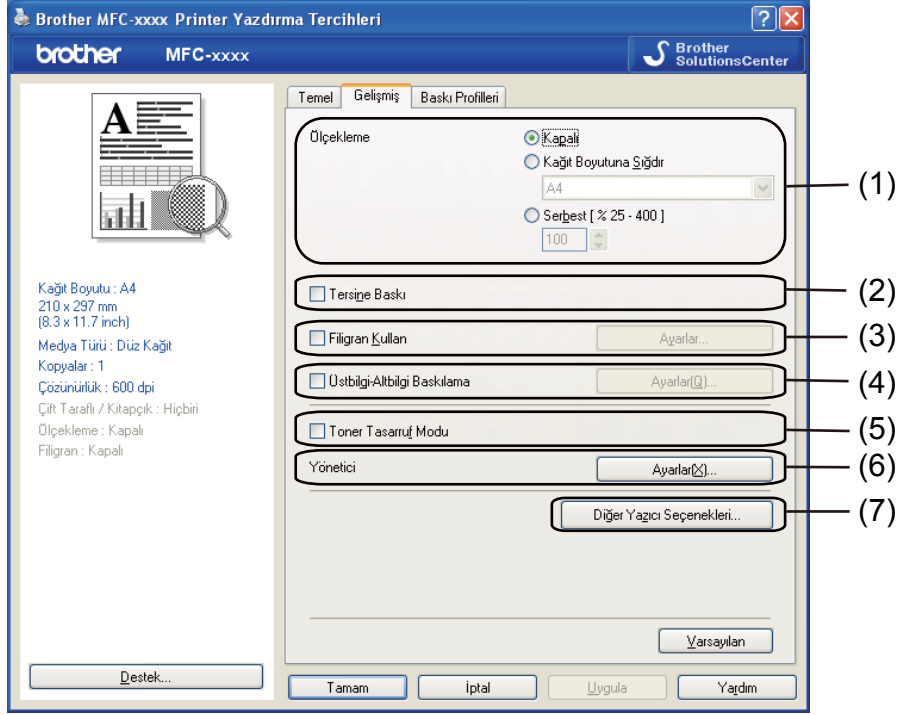 Brother MFC-xxxx Printer Yazdırma Tercihleri
brother MFC-xxxx
Brother
SolutionsCenter
Temel Gelişmiş Baskı Profilleri
A
Ölçekleme
Kapalı
Kağıt Boyutuna Sığdır
A4
(1)
Serbest [ % 25 - 400 ]
100
Kağıt Boyutu : A4
210 x 297 mm
(8.3 x 11.7 inch)
Medya Türü : Düz Kağıt
Kopyalar : 1
Çözünürlük : 600 dpi
Çift Taraflı / Kitapçık : Hiçbiri
Ölçekleme : Kapalı
Filigran : Kapalı
Tersine Baskı
(2)
Filigran Kullan Ayarlar...
(3)
Üstbilgi-Altbilgi Baskılama Ayarlar(Q)...
(4)
Toner Tasarruf Modu
(5)
Yönetici Ayarlar(X)...
(6)
Diğer Yazıcı Seçenekleri...
(7)
Varsayılan
Destek...
Tamam İptal Uygula Yardım